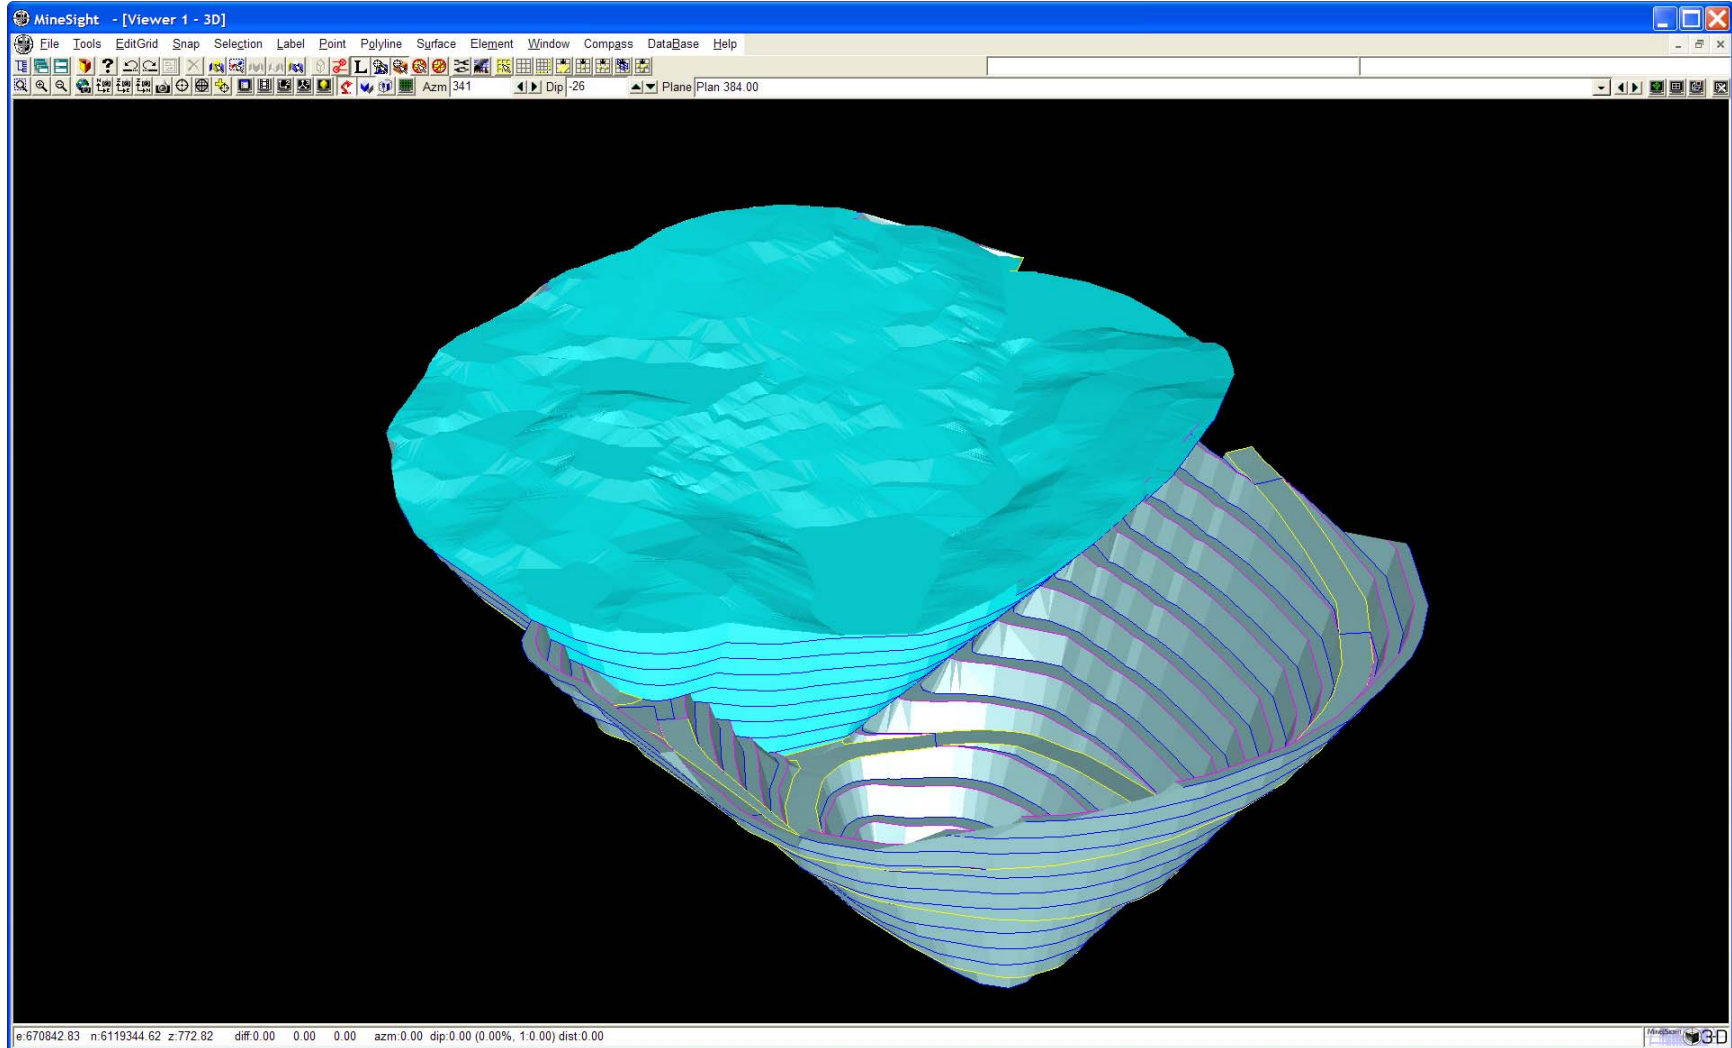 MineSight - [Viewer 1 - 3D]
File Tools EditGrid Snap Selection Label Point Polyline Surface Element Window Compass DataBase Help
Azm 341 Dip -26 Plane Plan 384.00
e:670842.83 n:6119344.62 z:772.82 diff:0.00 0.00 0.00 azm:0.00 dip:0.00 (0.00%, 1:0.00) dist:0.00
MineSight 3-D